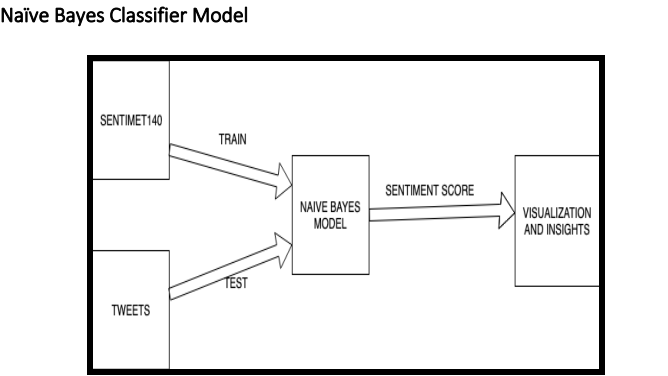 Naïve Bayes Classifier Model
SENTIMET140
TRAIN
NAIVE BAYES
MODEL
SENTIMENT SCORE
VISUALIZATION
AND INSIGHTS
TEST
TWEETS